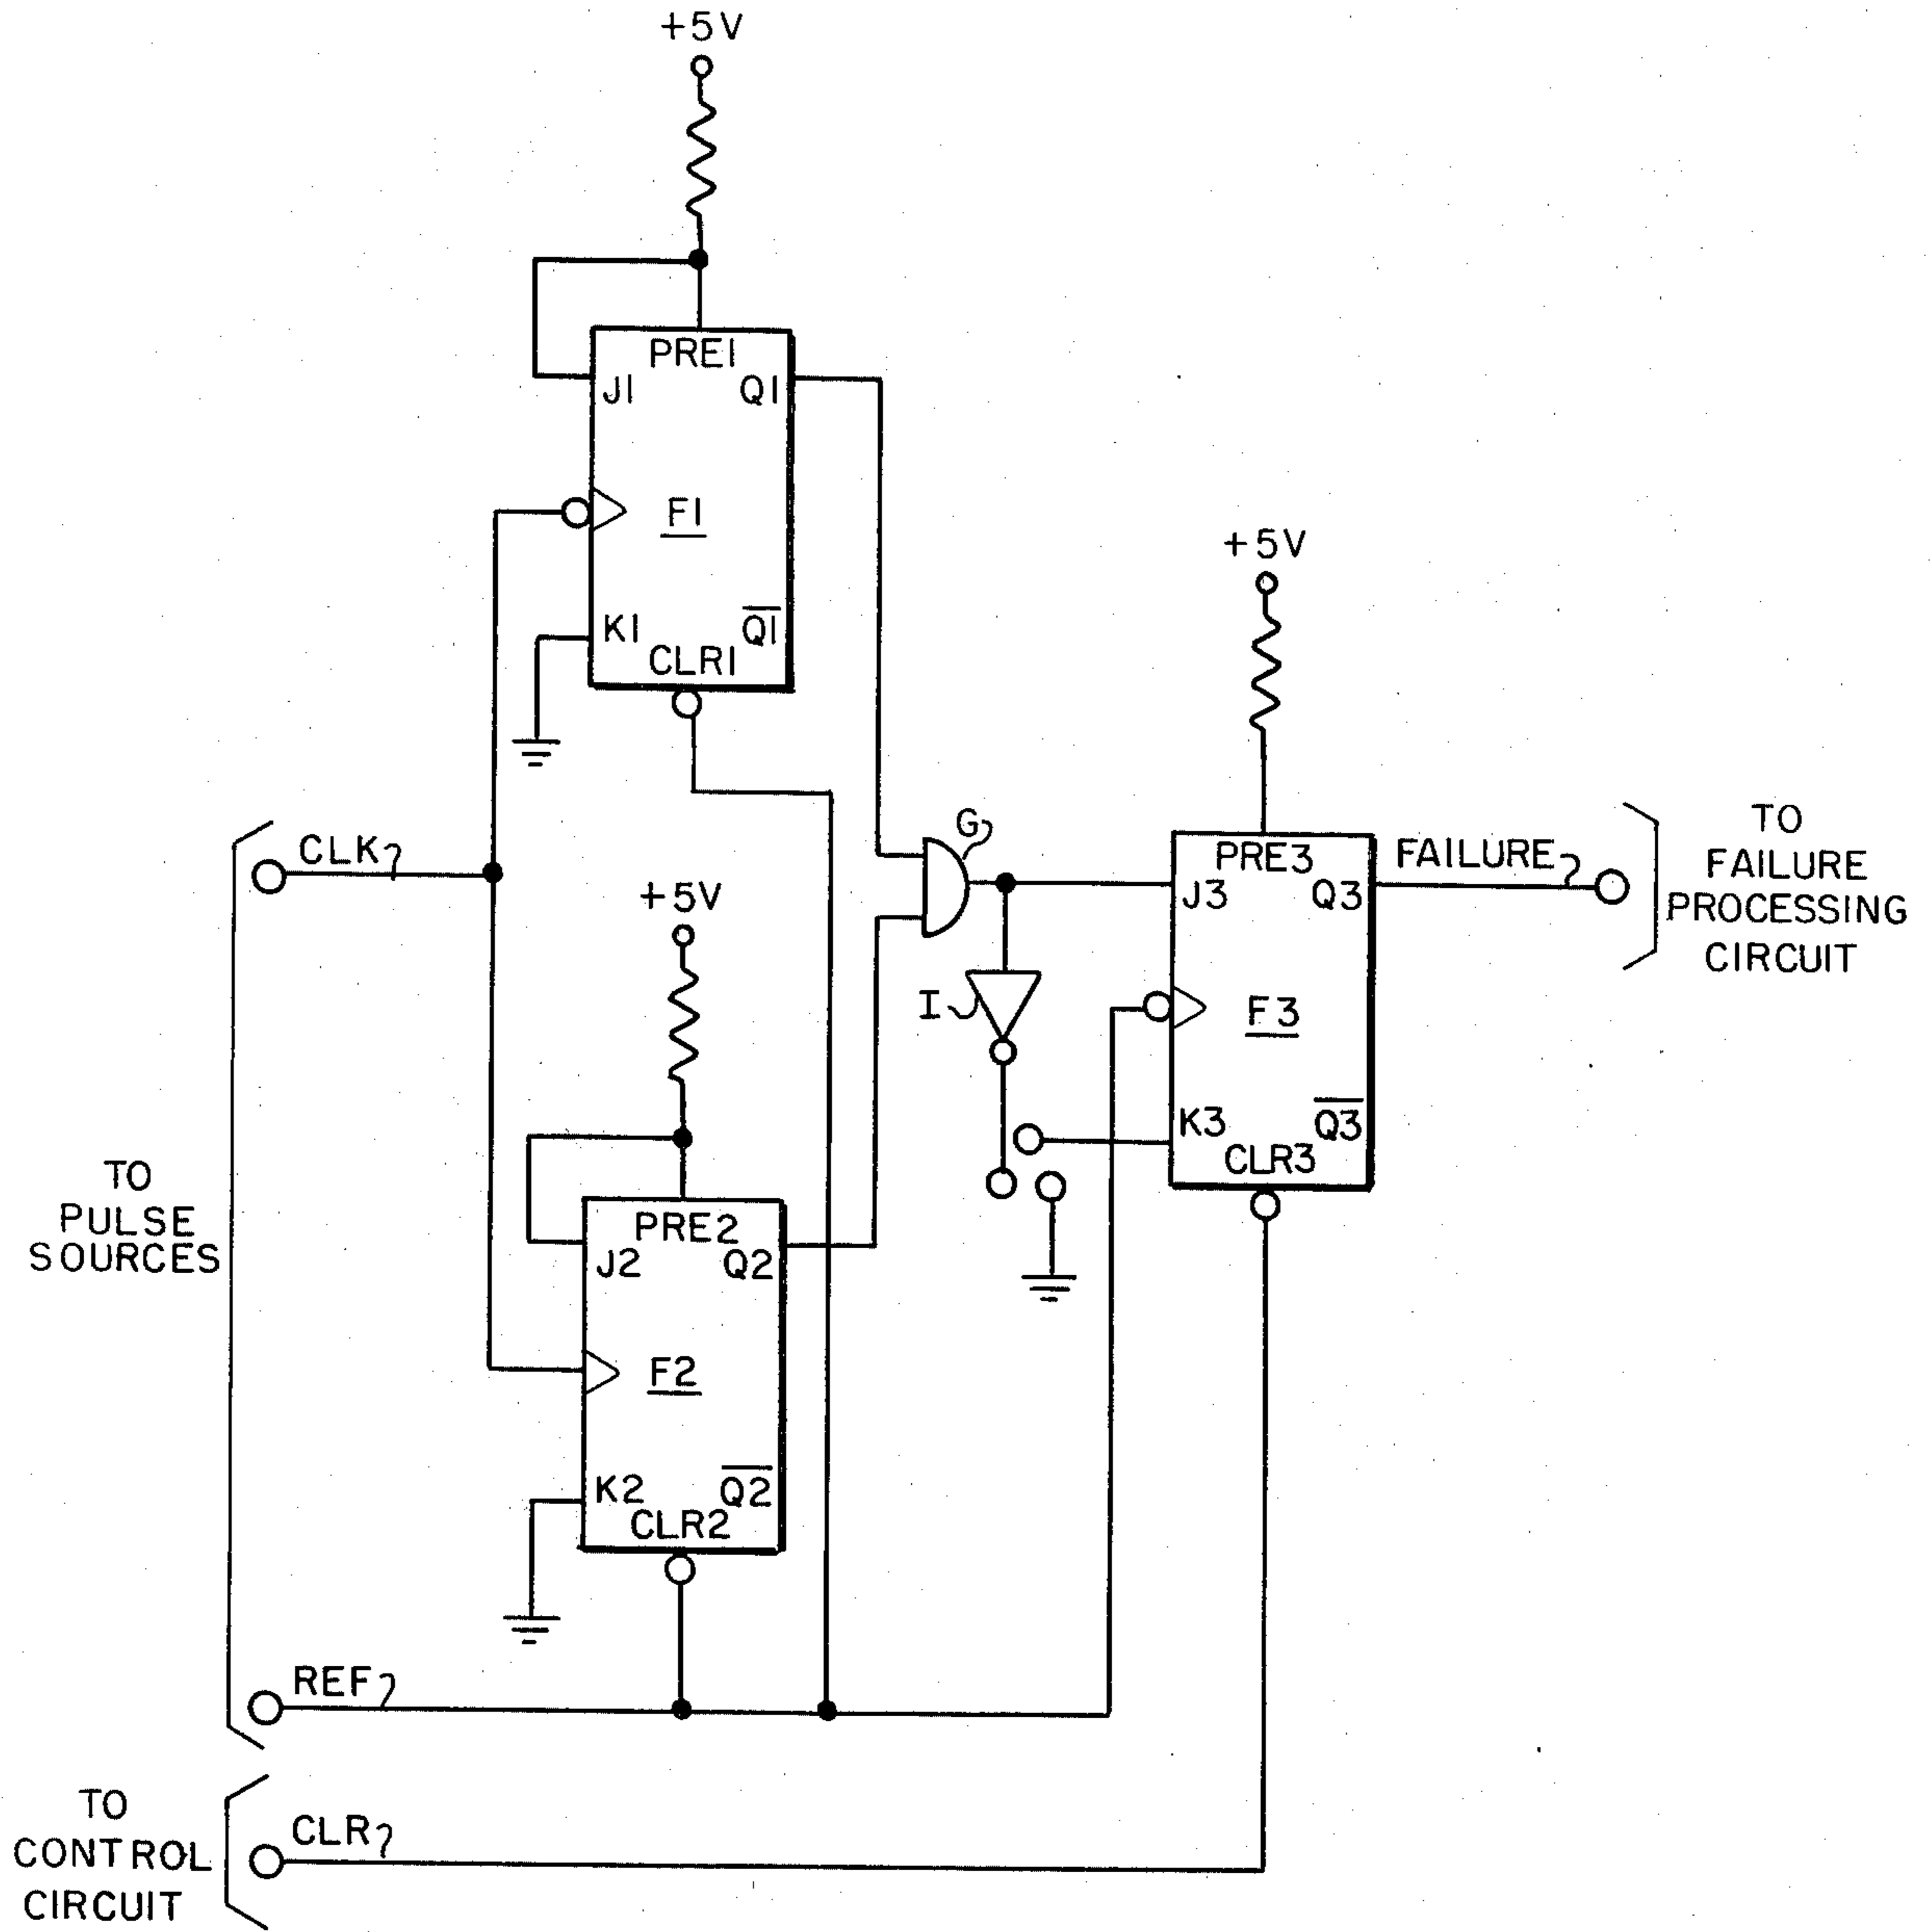 +5V
PRE1
J1
Q1
F1
K1
Q1
CLR1
+5V
CLK
G
TO
FAILURE
PROCESSING
CIRCUIT
PRE3
FAILURE
J3
Q3
+5V
I
F3
K3
Q3
CLR3
TO
PULSE
SOURCES
PRE2
J2
Q2
F2
K2
Q2
CLR2
REF
TO
CONTROL
CIRCUIT
CLR